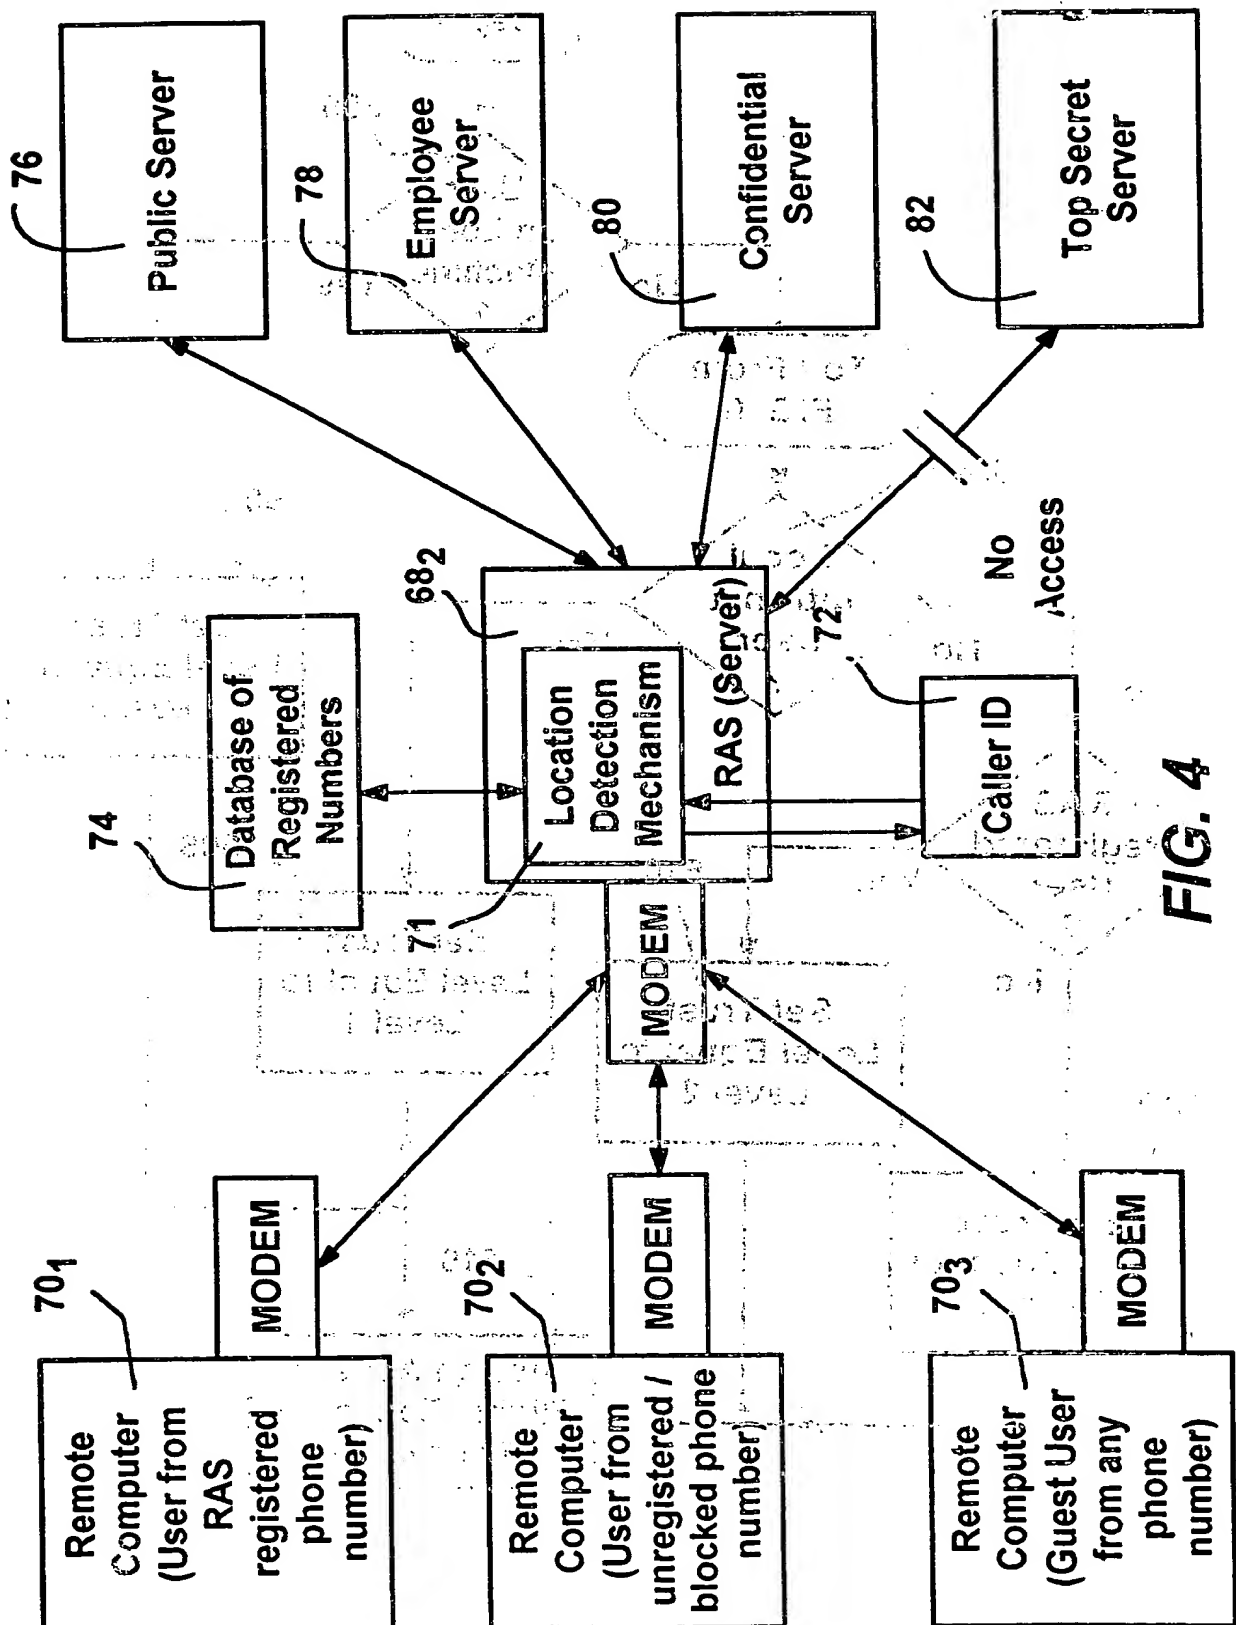 70₁
Remote
Computer
(User from
RAS
registered
phone
number)
MODEM
70₂
Remote
Computer
(User from
unregistered /
blocked phone
number)
MODEM
70₃
Remote
Computer
(Guest User
from any
phone
number)
MODEM
74
Database of
Registered
Numbers
71
MODEM
68₂
Location
Detection
Mechanism
RAS (Server)
72
Caller ID
76
Public Server
78
Employee
Server
80
Confidential
Server
82
Top Secret
Server
No
Access
FIG. 4